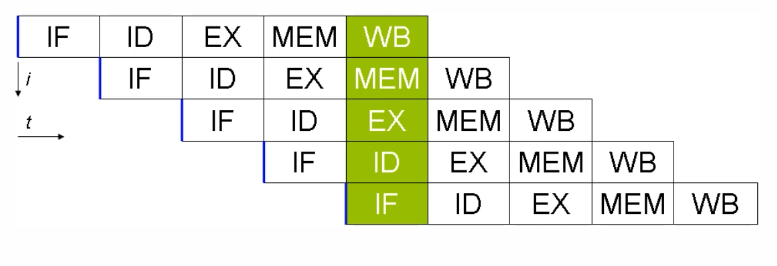 IF ID EX MEM WB
i IF ID EX MEM WB
t IF ID EX MEM WB
IF ID EX MEM WB
IF ID EX MEM WB